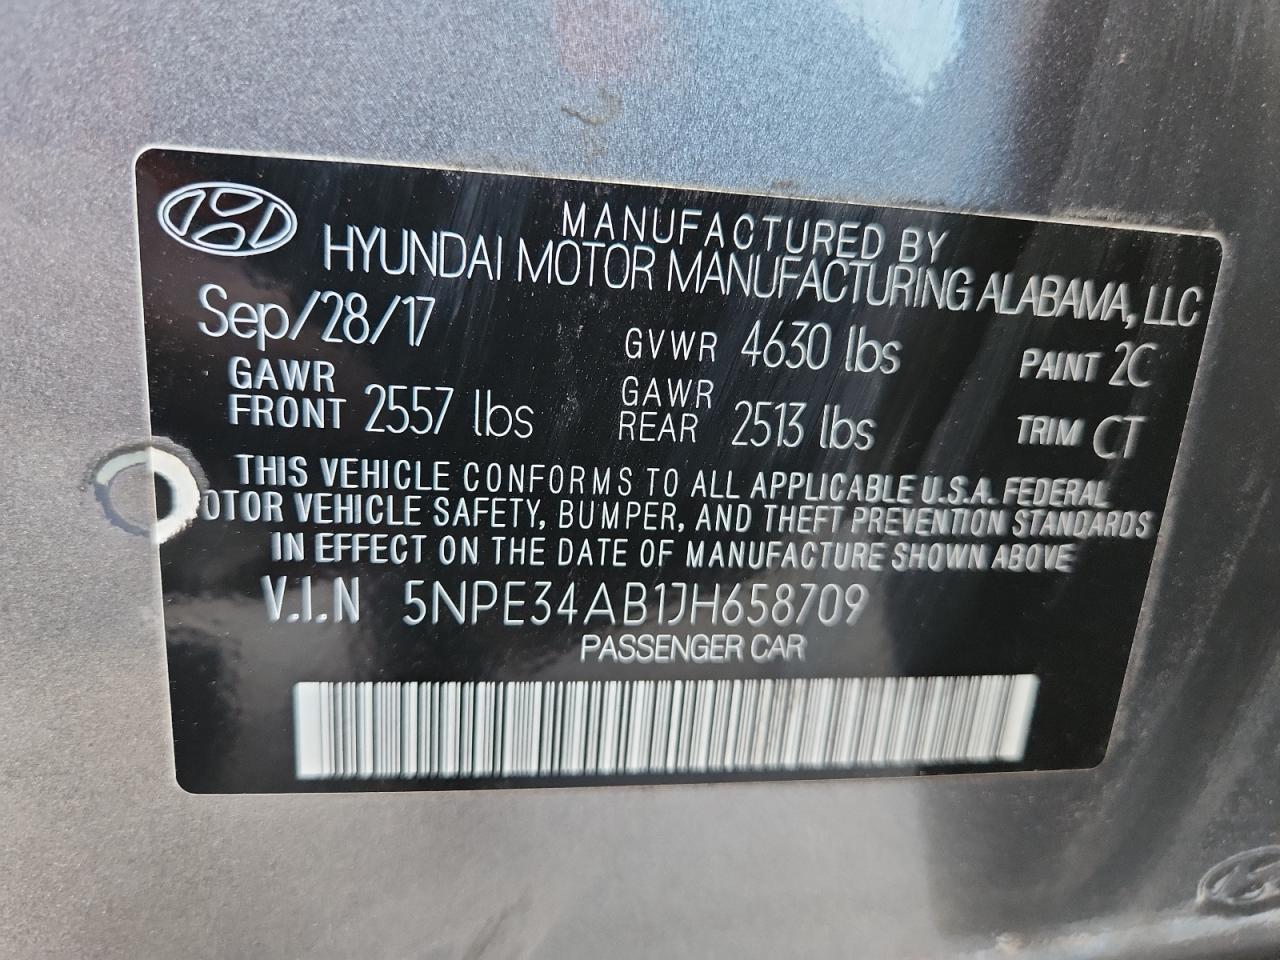 MANUFACTURED BY
HYUNDAI MOTOR MANUFACTURING ALABAMA, LLC
Sep/28/17
GVWR 4630 lbs
PAINT 2C
GAWR FRONT 2557 lbs
GAWR REAR 2513 lbs
TRIM CT
THIS VEHICLE CONFORMS TO ALL APPLICABLE U.S.A. FEDERAL
OTOR VEHICLE SAFETY, BUMPER, AND THEFT PREVENTION STANDARDS
IN EFFECT ON THE DATE OF MANUFACTURE SHOWN ABOVE
V.I.N 5NPE34AB1JH658709
PASSENGER CAR